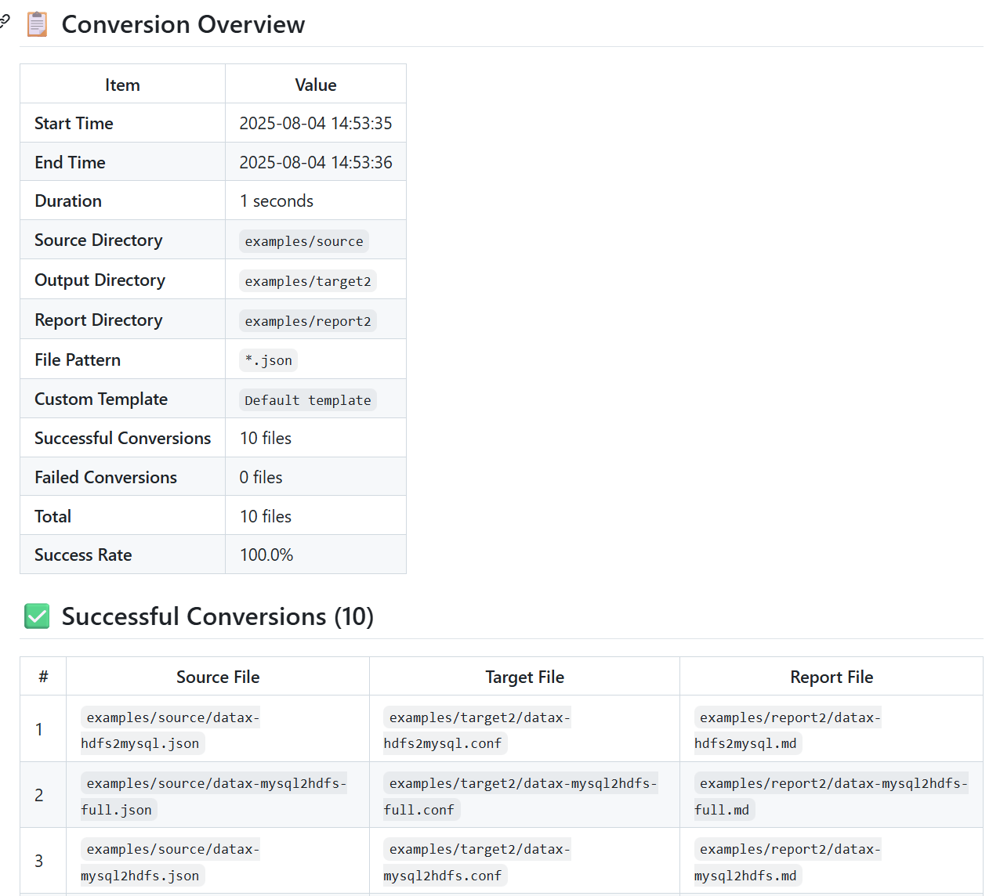 Conversion Overview
Item Value
Start Time 2025-08-04 14:53:35
End Time 2025-08-04 14:53:36
Duration 1 seconds
Source Directory examples/source
Output Directory examples/target2
Report Directory examples/report2
File Pattern *.json
Custom Template Default template
Successful Conversions 10 files
Failed Conversions 0 files
Total 10 files
Success Rate 100.0%
Successful Conversions (10)
# Source File Target File Report File
1 examples/source/datax- examples/target2/datax- examples/report2/datax-
hdfs2mysql.json hdfs2mysql.conf hdfs2mysql.md
2 examples/source/datax-mysql2hdfs- examples/target2/datax-mysql2hdfs- examples/report2/datax-mysql2hdfs-
full.json full.conf full.md
3 examples/source/datax- examples/target2/datax- examples/report2/datax-
mysql2hdfs.json mysql2hdfs.conf mysql2hdfs.md